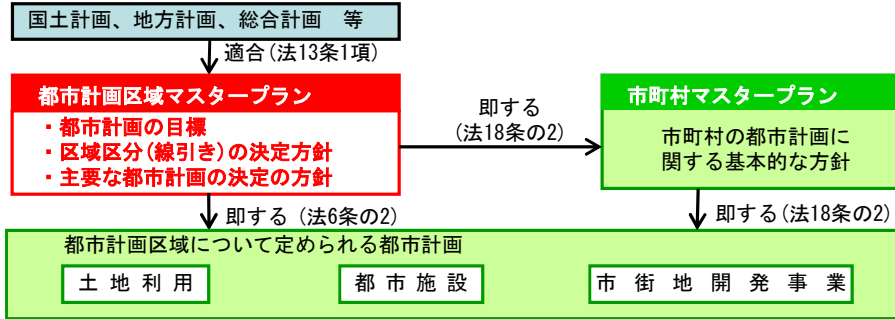 国土計画、地方計画、総合計画 等
適合(法13条1項)
都市計画区域マスタープラン
・都市計画の目標
・区域区分(線引き)の決定方針
・主要な都市計画の決定の方針
即する
(法18条の2)
市町村マスタープラン
市町村の都市計画に
関する基本的な方針
即する(法6条の2)
即する(法18条の2)
都市計画区域について定められる都市計画
土地利用
都市施設
市街地開発事業